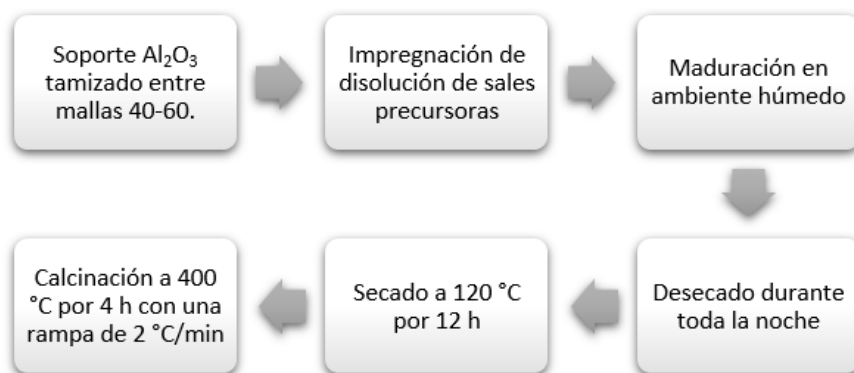 Soporte Al₂O₃
tamizado entre
mallas 40-60.
Impregnación de
disolución de sales
precursoras
Maduración en
ambiente húmedo
Desecado durante
toda la noche
Secado a 120 °C
por 12 h
Calcinación a 400
°C por 4 h con una
rampa de 2 °C/min